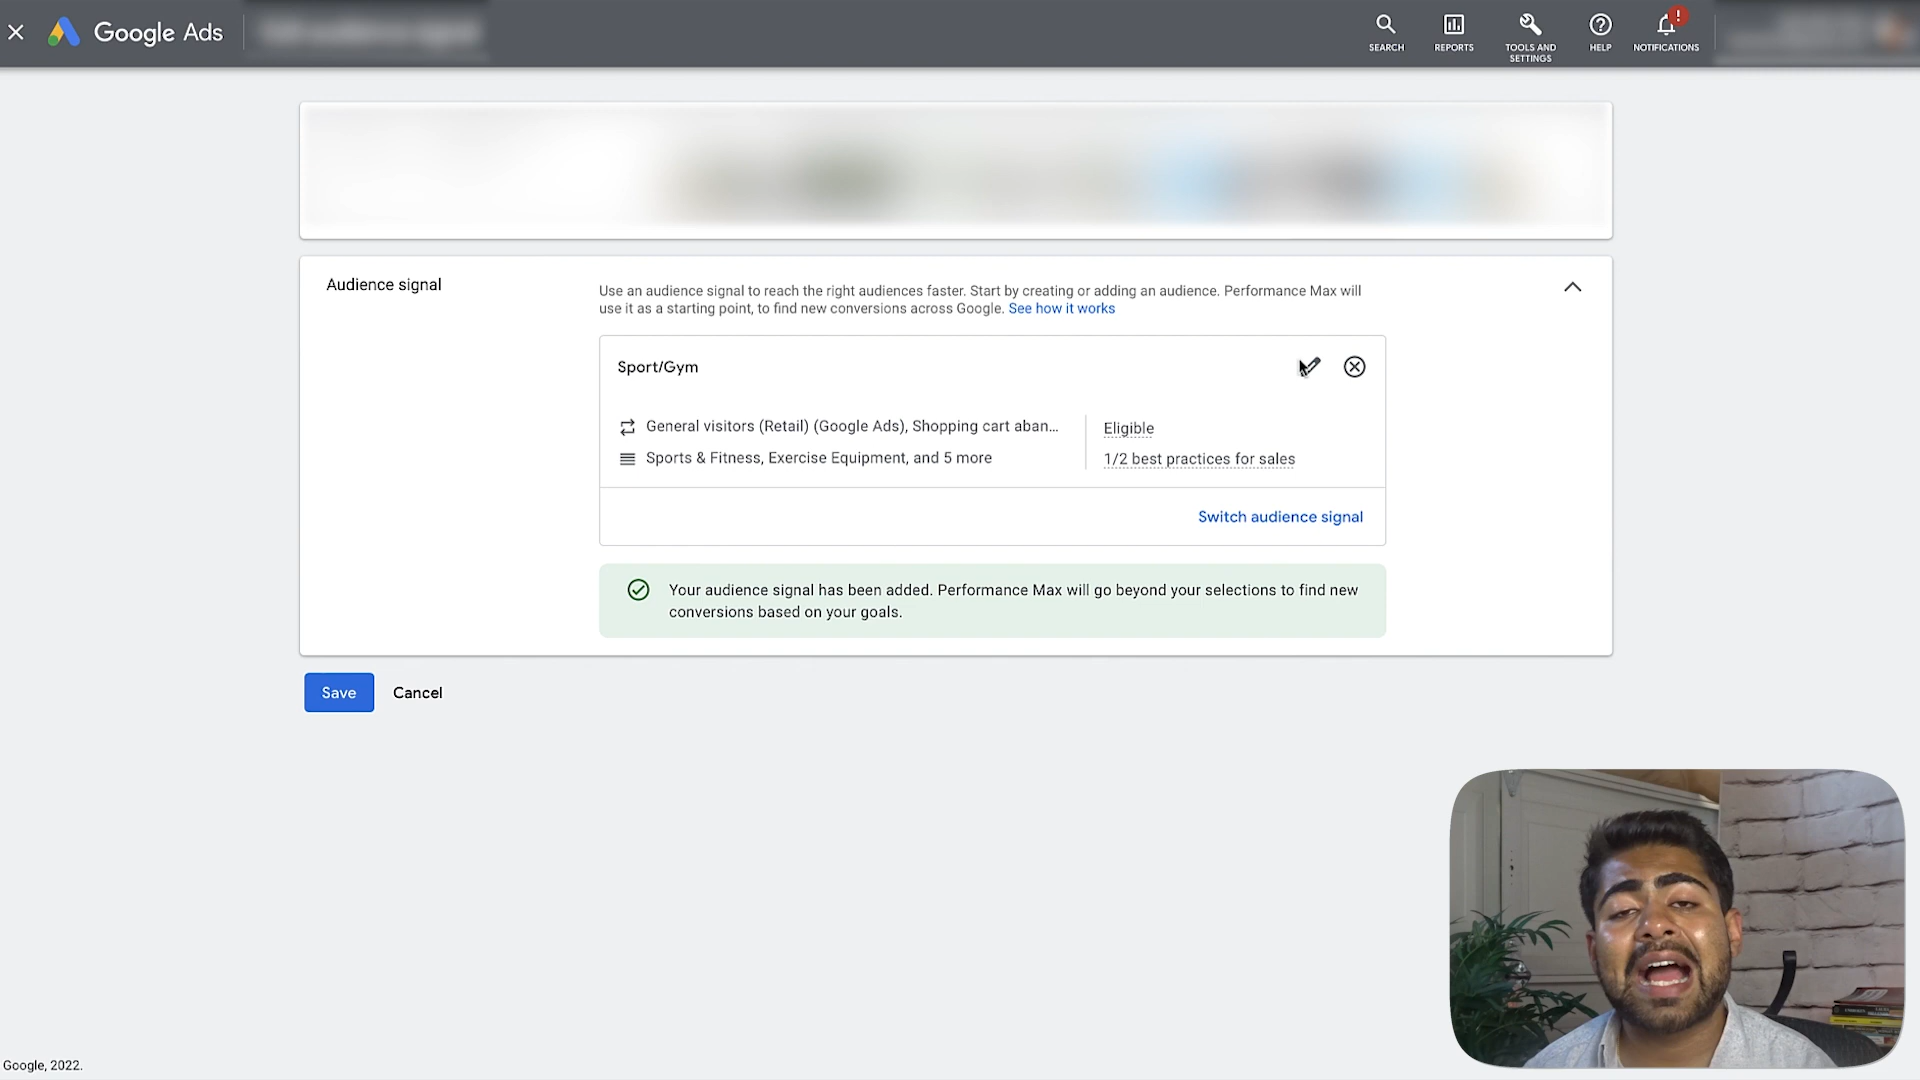 Google Ads
SEARCH
REPORTS
TOOLS AND
SETTINGS
HELP
!
NOTIFICATIONS
Audience signal
Use an audience signal to reach the right audiences faster. Start by creating or adding an audience. Performance Max will
use it as a starting point, to find new conversions across Google. See how it works
Sport/Gym
General visitors (Retail) (Google Ads), Shopping cart aban...
Eligible
Sports & Fitness, Exercise Equipment, and 5 more
1/2 best practices for sales
Switch audience signal
Your audience signal has been added. Performance Max will go beyond your selections to find new
conversions based on your goals.
Save
Cancel
Google, 2022.